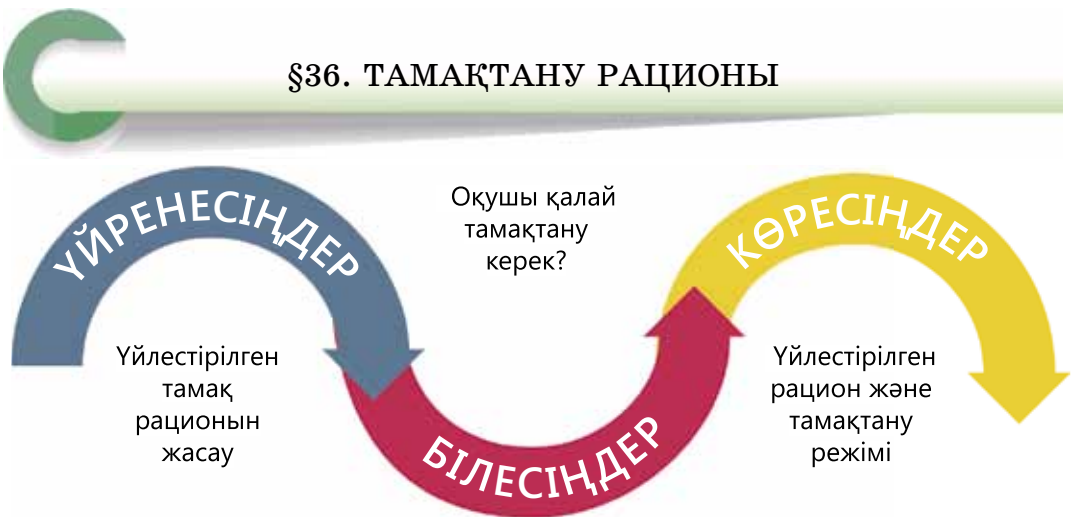 §36. ТАМАҚТАНУ РАЦИОНЫ
ҮЙРЕНЕСІҢДЕР
Үйлестірілген
тамақ
рационын
жасау
Оқушы қалай
тамақтану
керек?
БІЛЕСІҢДЕР
КӨРЕСІҢДЕР
Үйлестірілген
рацион және
тамақтану
режімі